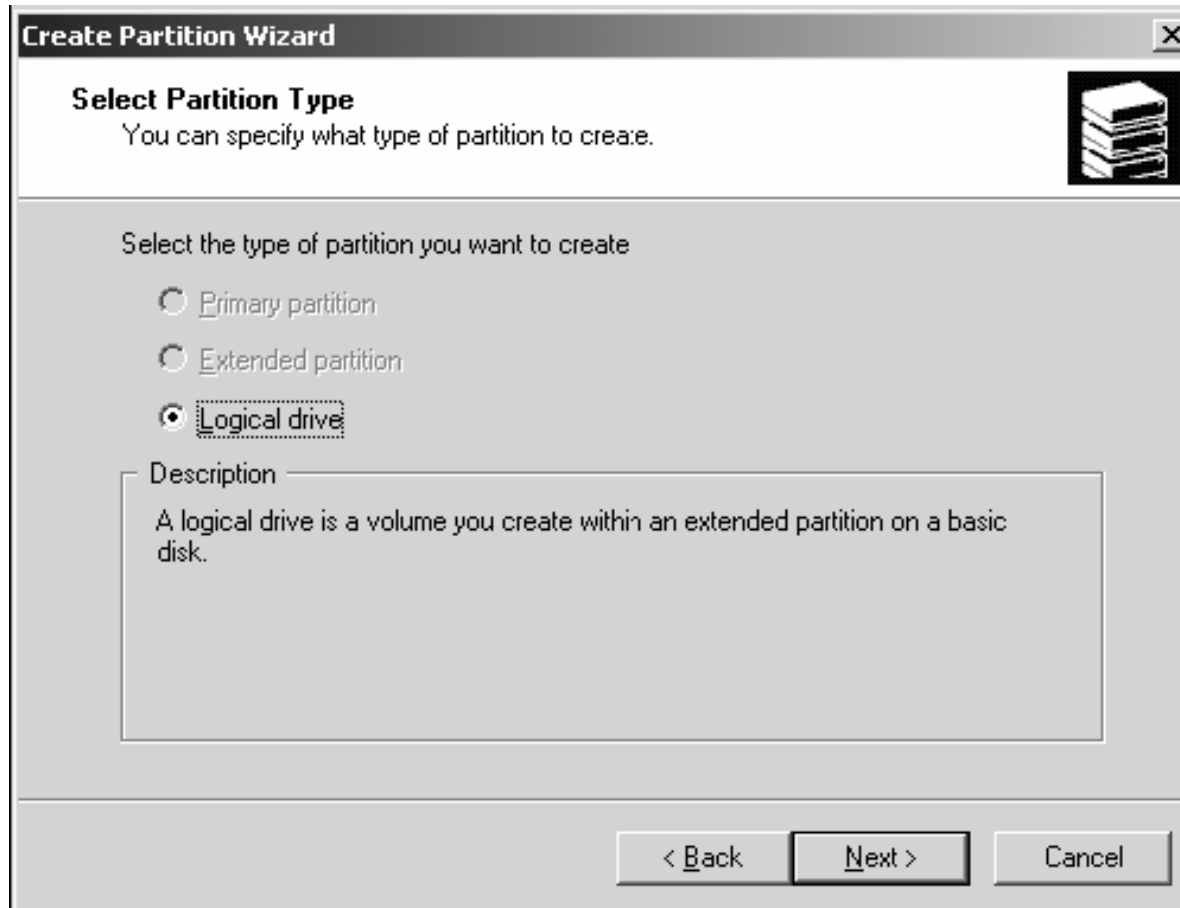 Create Partition Wizard
Select Partition Type
You can specify what type of partition to create.
Select the type of partition you want to create
Primary partition
Extended partition
Logical drive
Description
A logical drive is a volume you create within an extended partition on a basic
disk.
< Back Next > Cancel